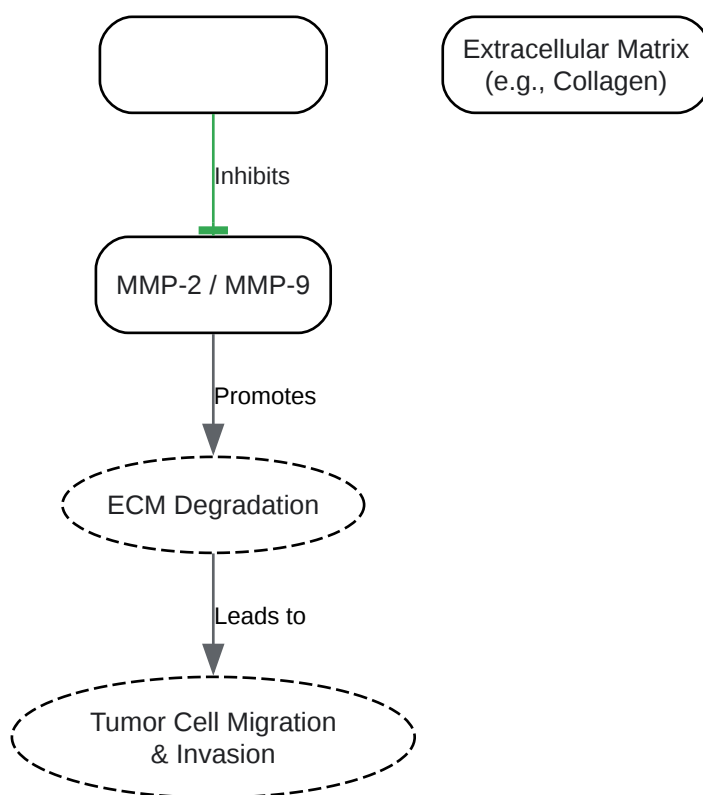 Extracellular Matrix
(e.g., Collagen)
Inhibits
MMP-2 / MMP-9
Promotes
ECM Degradation
Leads to
Tumor Cell Migration
& Invasion